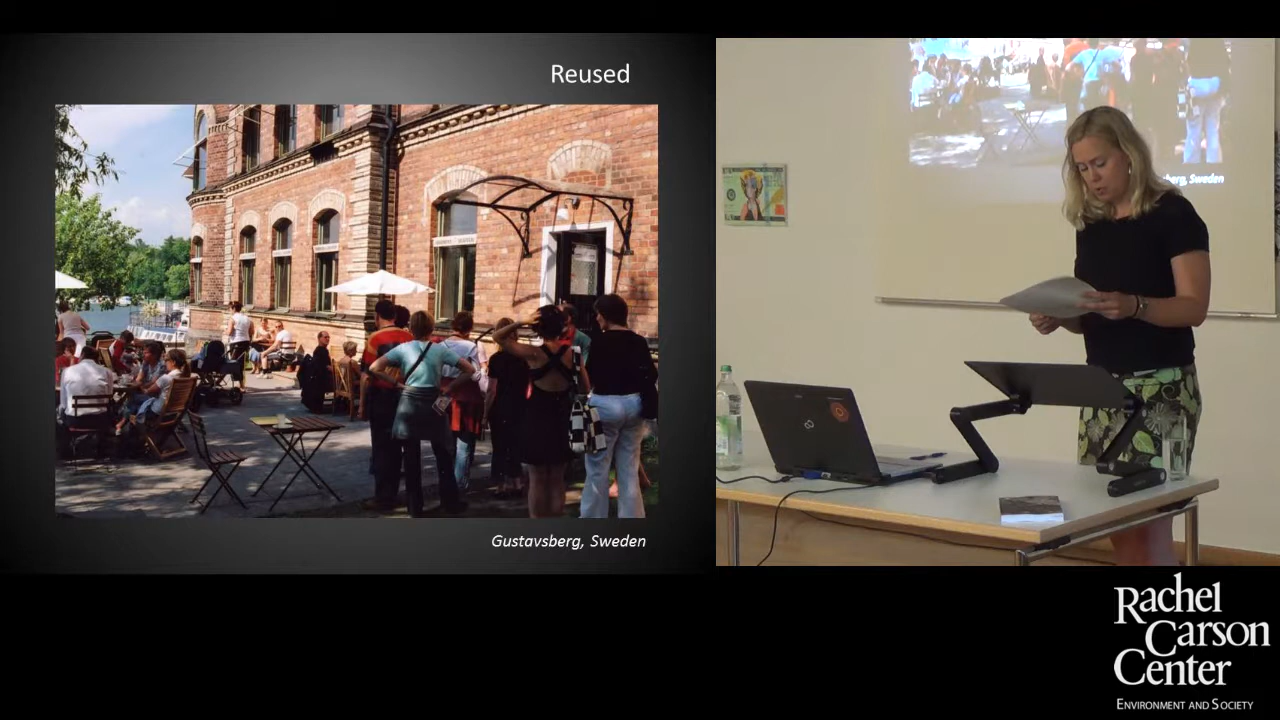 Reused
Gustavsberg, Sweden
berg, Sweden
Rachel
Carson
Center
ENVIRONMENT AND SOCIETY